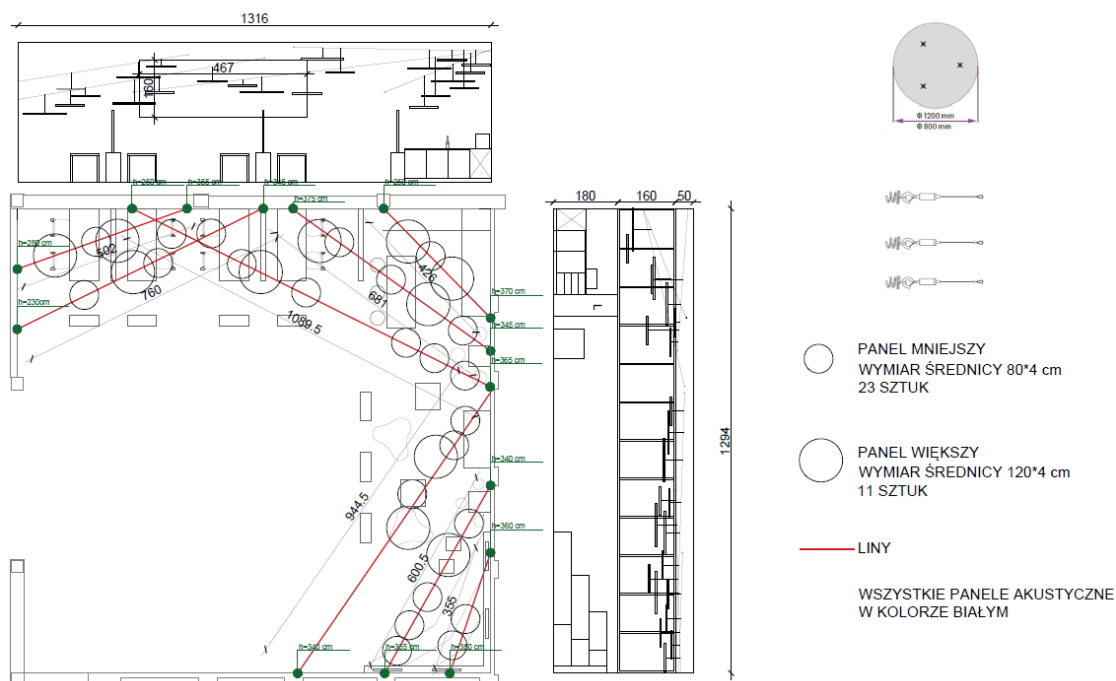 1316
467
160
h=250 cm
h=355 cm
h=345 cm
h=375 cm
h=250 cm
h=280 cm
502
h=230cm
760
1089.5
681
426
h=370 cm
h=345 cm
h=365 cm
h=340 cm
h=360 cm
944.5
600.5
355
h=340 cm
h=355 cm
h=350 cm
180
160
50
1294
Φ 1200 mm
Φ 800 mm
PANEL MNIEJSZY
WYMIAR ŚREDNICY 80*4 cm
23 SZTUK
PANEL WIĘKSZY
WYMIAR ŚREDNICY 120*4 cm
11 SZTUK
LINY
WSZYSTKIE PANELE AKUSTYCZNE
W KOLORZE BIAŁYM